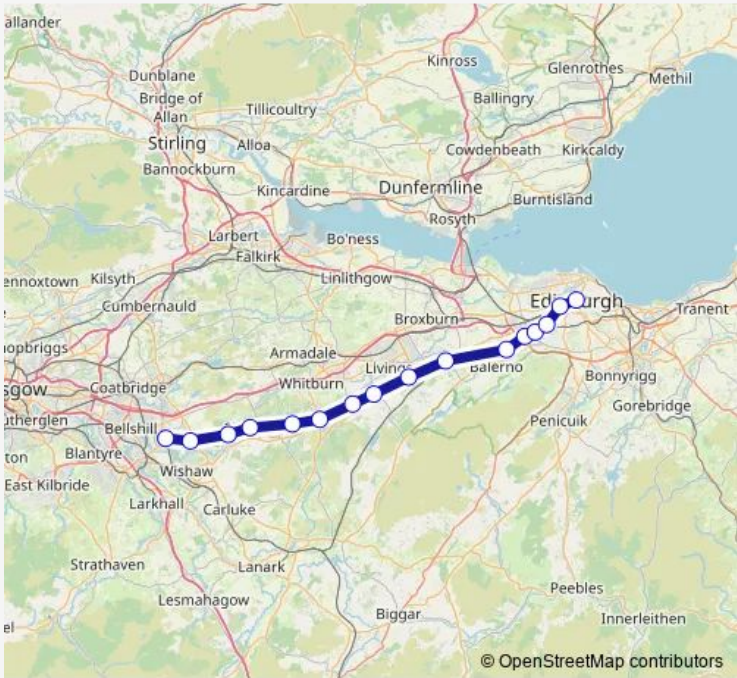 allander
Dunblane
Bridge of
Allan
Stirling
Bannockburn
Tillicoultry
Alloa
Kincardine
Kinross
Glenrothes
Methil
Ballingry
Cowdenbeath
Kirkcaldy
Dunfermline
Burntisland
Rosyth
Larbert
Falkirk
Bo'ness
Linlithgow
ennoxtown
Kilsyth
Cumbernauld
Edinburgh
Tranent
Broxburn
opbriggs
Armadale
Livings
Balerno
Whitburn
Coatbridge
sgow
Bonnyrigg
Gorebridge
utherglen
Bellshill
Penicuik
ton
Blantyre
Wishaw
East Kilbride
Larkhall
Carluke
Strathaven
Lanark
Lesmahagow
Peebles
Biggar
Innerleithen
el
© OpenStreetMap contributors